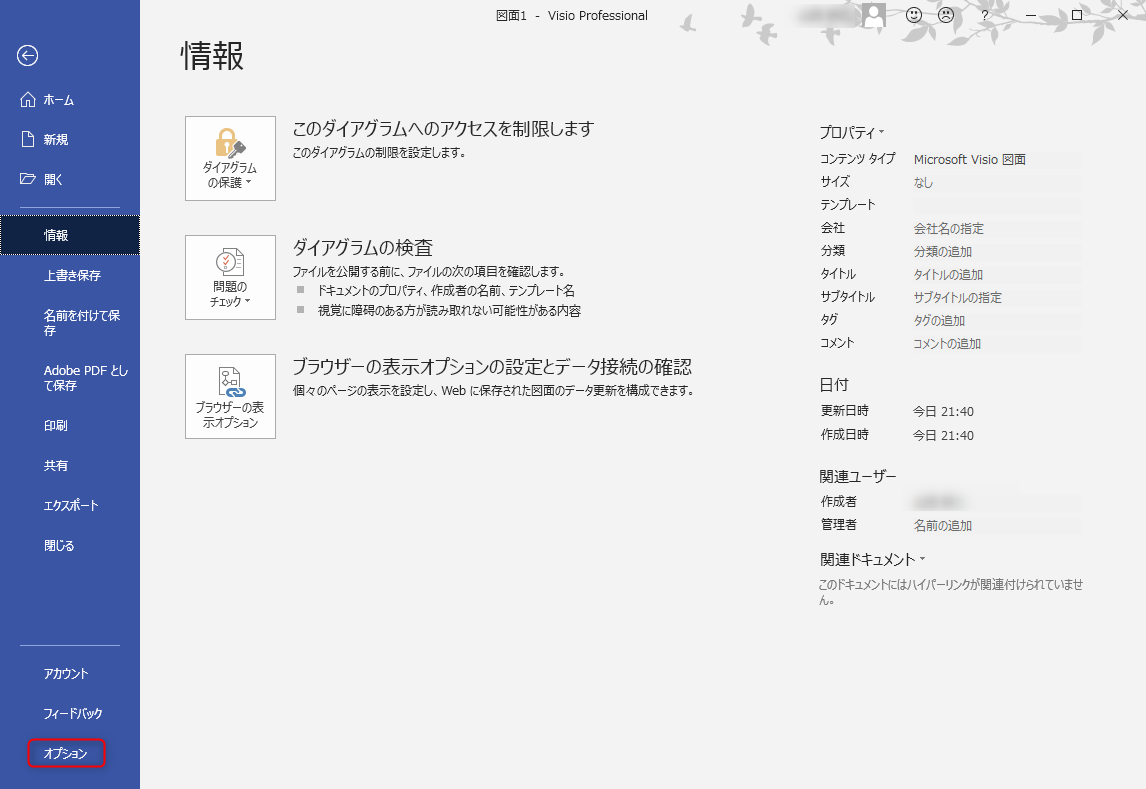 図面1 - Visio Professional
?
情報
ホーム
新規
開く
情報
上書き保存
名前を付けて保
存
Adobe PDF とし
て保存
印刷
共有
エクスポート
閉じる
アカウント
フィードバック
オプション
ダイアグラム
の保護
このダイアグラムへのアクセスを制限します
このダイアグラムの制限を設定します。
問題の
チェック
ダイアグラムの検査
ファイルを公開する前に、ファイルの次の項目を確認します。
ドキュメントのプロパティ、作成者の名前、テンプレート名
視覚に障碍のある方が読み取れない可能性がある内容
ブラウザーの表
示オプション
ブラウザーの表示オプションの設定とデータ接続の確認
個々のページの表示を設定し、Web に保存された図面のデータ更新を構成できます。
プロパティ
コンテンツ タイプ Microsoft Visio 図面
サイズ なし
テンプレート
会社 会社名の指定
分類 分類の追加
タイトル タイトルの追加
サブタイトル サブタイトルの指定
タグ タグの追加
コメント コメントの追加
日付
更新日時 今日 21:40
作成日時 今日 21:40
関連ユーザー
作成者
管理者 名前の追加
関連ドキュメント
このドキュメントにはハイパーリンクが関連付けられていませ
ん。